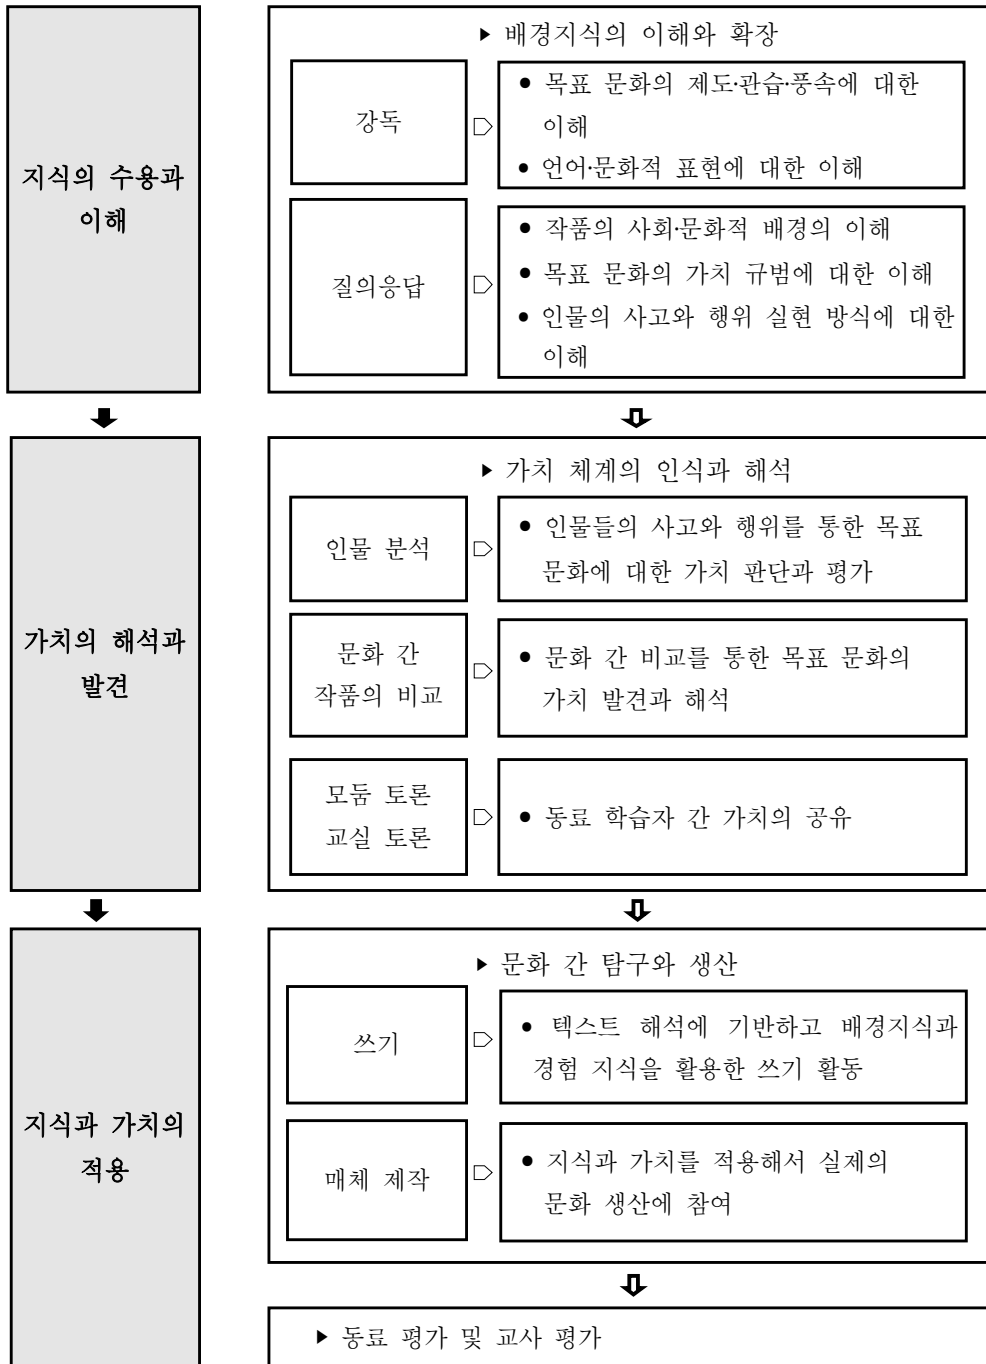 지식의 수용과
이해
▶ 배경지식의 이해와 확장
강독
● 목표 문화의 제도·관습·풍속에 대한
이해
● 언어·문화적 표현에 대한 이해
질의응답
● 작품의 사회·문화적 배경의 이해
● 목표 문화의 가치 규범에 대한 이해
● 인물의 사고와 행위 실현 방식에 대한
이해
가치의 해석과
발견
▶ 가치 체계의 인식과 해석
인물 분석
● 인물들의 사고와 행위를 통한 목표
문화에 대한 가치 판단과 평가
문화 간
작품의 비교
● 문화 간 비교를 통한 목표 문화의
가치 발견과 해석
모둠 토론
교실 토론
● 동료 학습자 간 가치의 공유
지식과 가치의
적용
▶ 문화 간 탐구와 생산
쓰기
● 텍스트 해석에 기반하고 배경지식과
경험 지식을 활용한 쓰기 활동
매체 제작
● 지식과 가치를 적용해서 실제의
문화 생산에 참여
▶ 동료 평가 및 교사 평가